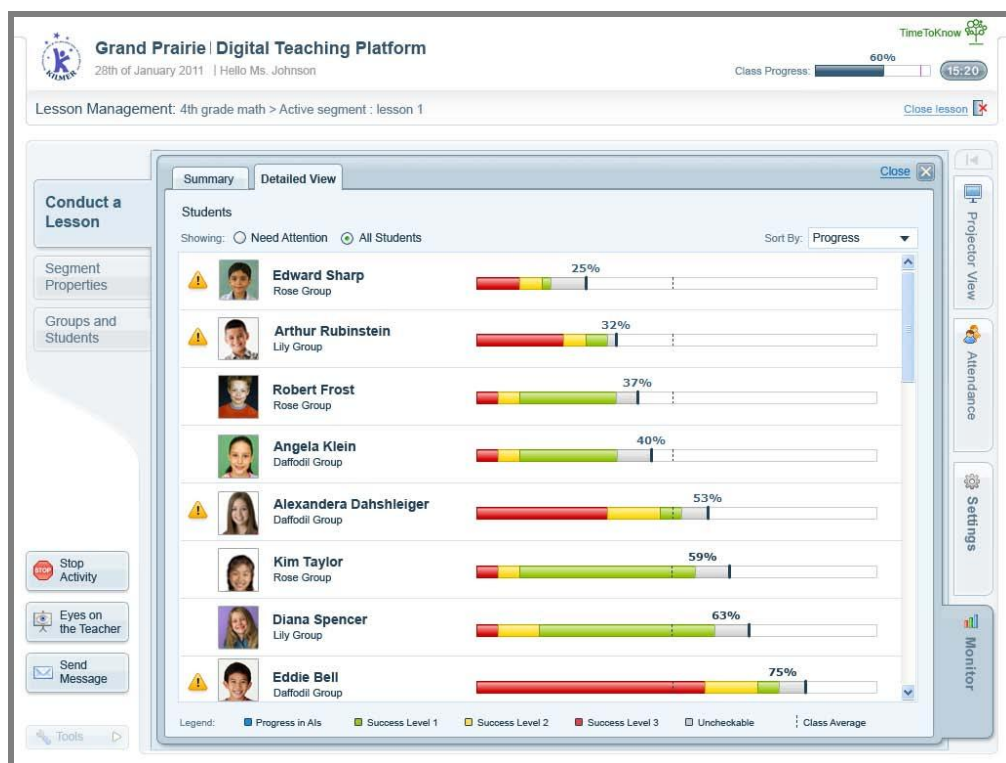 TimeToKnow
KILMER
Grand Prairie | Digital Teaching Platform
28th of January 2011 | Hello Ms. Johnson
Class Progress:
60%
15:20
Lesson Management: 4th grade math > Active segment : lesson 1
Close lesson
Conduct a
Lesson
Segment
Properties
Groups and
Students
STOP
Stop
Activity
Eyes on
the Teacher
Send
Message
Tools
Summary
Detailed View
Close
Students
Showing: Need Attention All Students
Sort By: Progress
Edward Sharp
Rose Group
25%
Arthur Rubinstein
Lily Group
32%
Robert Frost
Rose Group
37%
Angela Klein
Daffodil Group
40%
Alexandera Dahshleiger
Daffodil Group
53%
Kim Taylor
Rose Group
59%
Diana Spencer
Lily Group
63%
Eddie Bell
Daffodil Group
75%
Legend: Progress in AIs Success Level 1 Success Level 2 Success Level 3 Uncheckable Class Average
Projector View
Attendance
Settings
Monitor